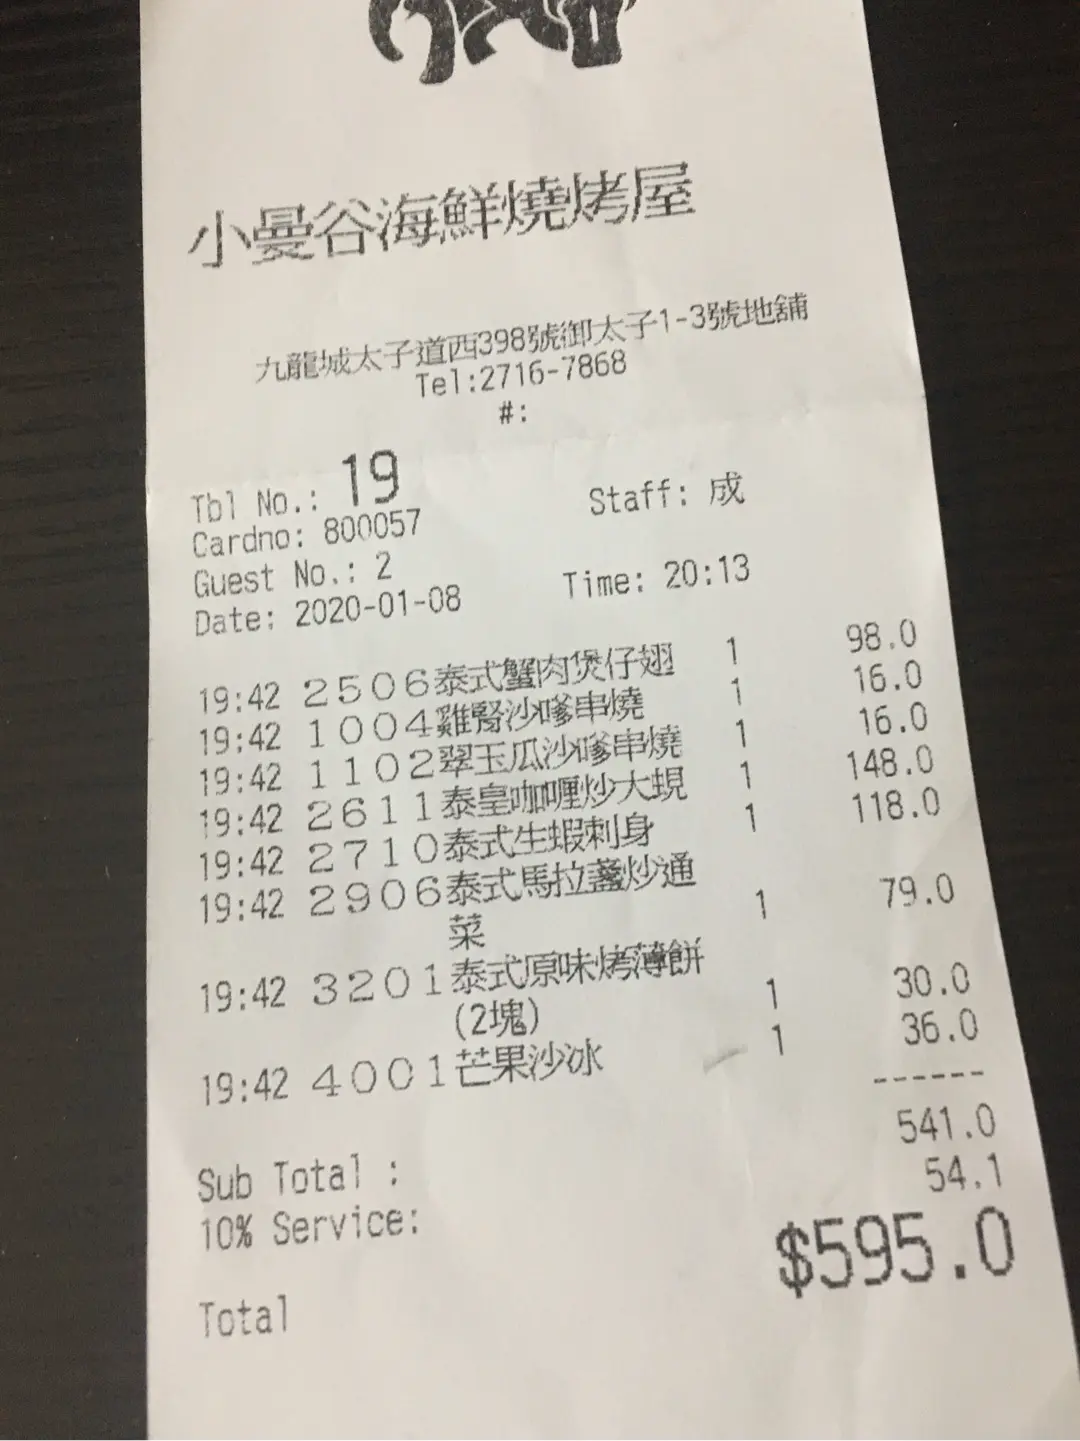 小曼谷海鮮燒烤屋
九龍城太子道西398號御太子1-3號地舖
Tel:2716-7868
#:
Tbl No.: 19 Staff: 成
Cardno: 800057
Guest No.: 2
Date: 2020-01-08 Time: 20:13
19:42 2506泰式蟹肉煲仔翅 1 98.0
19:42 1004雞腎沙嗲串燒 1 16.0
19:42 1102翠玉瓜沙嗲串燒 1 16.0
19:42 2611泰皇咖喱炒大蜆 1 148.0
19:42 2710泰式生蝦刺身 1 118.0
19:42 2906泰式馬拉盞炒通
菜 1 79.0
19:42 3201泰式原味烤薄餅
(2塊) 1 30.0
19:42 4001芒果沙冰 1 36.0
------
Sub Total : 541.0
10% Service: 54.1
Total $595.0